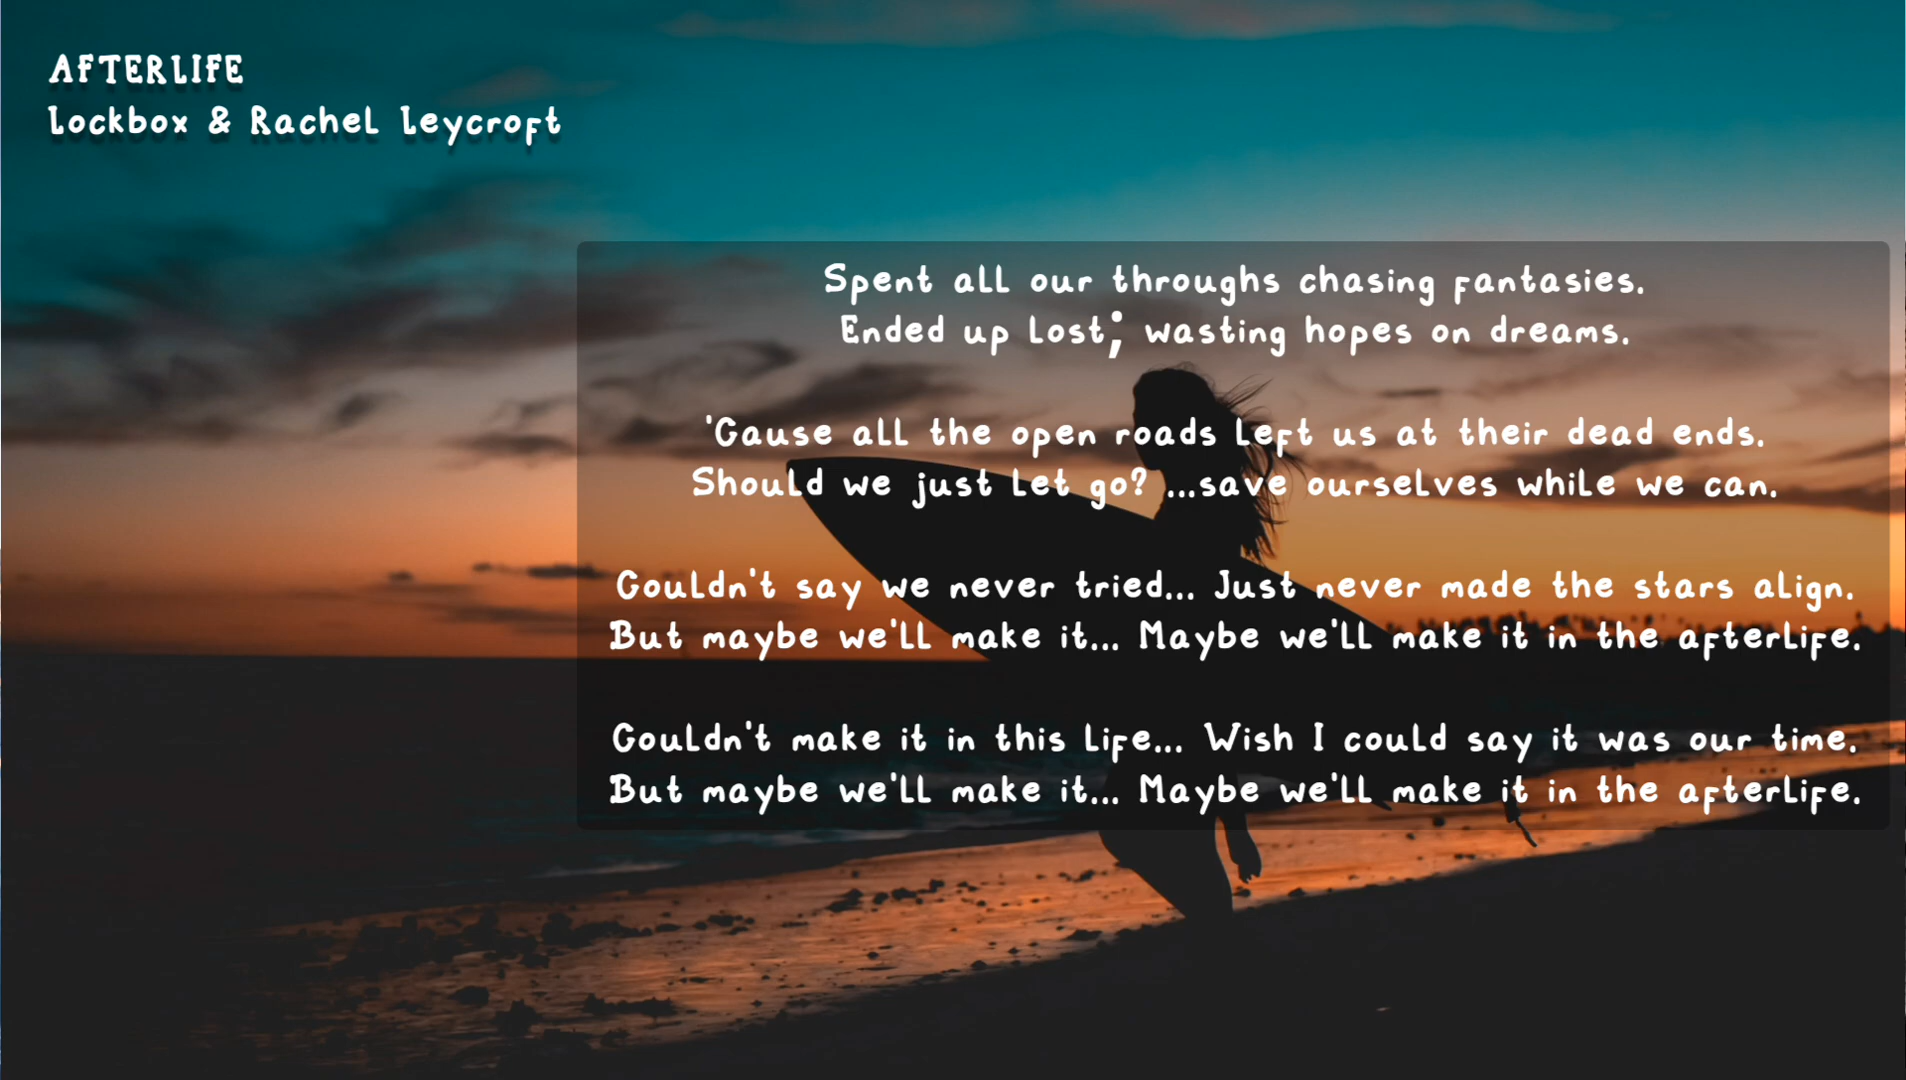 AFTERLIFE
Lockbox & Rachel Leycroft
Spent all our throughs chasing fantasies.
Ended up lost; wasting hopes on dreams.
'Cause all the open roads left us at their dead ends.
Should we just let go? ...save ourselves while we can.
Couldn't say we never tried... Just never made the stars align.
But maybe we'll make it... Maybe we'll make it in the afterlife.
Couldn't make it in this life... Wish I could say it was our time.
But maybe we'll make it... Maybe we'll make it in the afterlife.